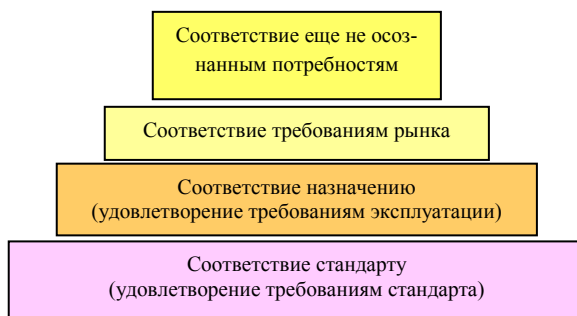 Соответствие еще не осоз-
нанным потребностям
Соответствие требованиям рынка
Соответствие назначению
(удовлетворение требованиям эксплуатации)
Соответствие стандарту
(удовлетворение требованиям стандарта)